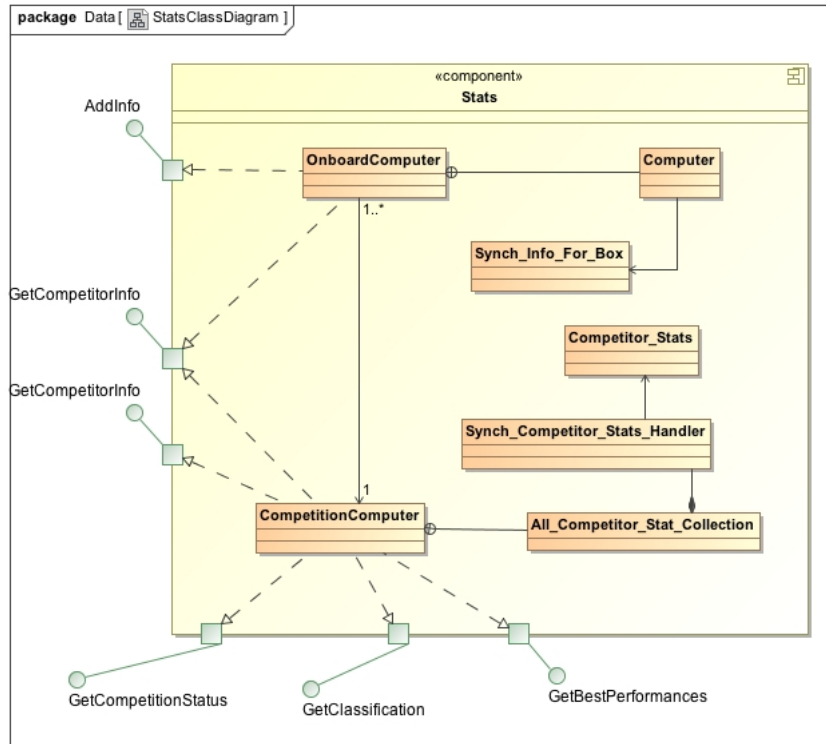 package Data [ StatsClassDiagram ]
«component»
Stats
AddInfo
OnboardComputer
Computer
1..*
Synch_Info_For_Box
GetCompetitorInfo
Competitor_Stats
GetCompetitorInfo
Synch_Competitor_Stats_Handler
1
CompetitionComputer
All_Competitor_Stat_Collection
GetCompetitionStatus
GetClassification
GetBestPerformances